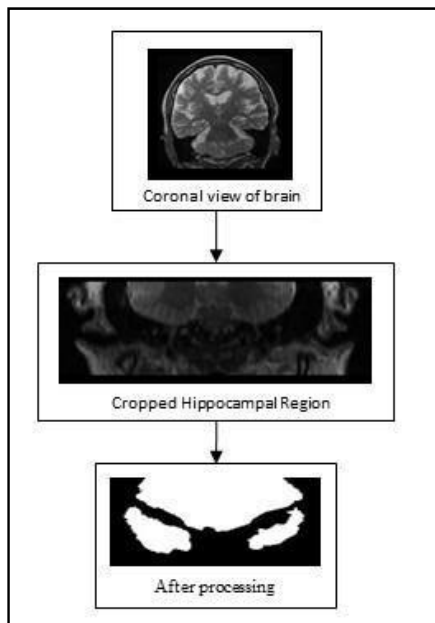 Coronal view of brain
Cropped Hippocampal Region
After processing